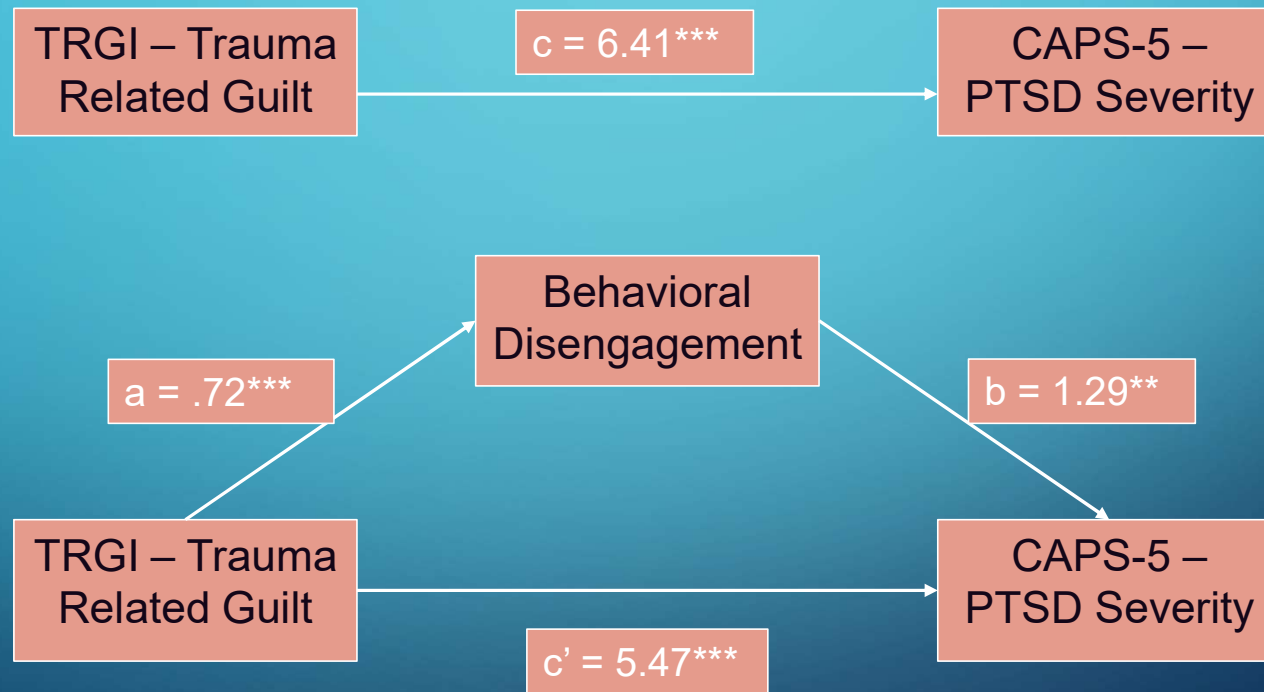 TRGI – Trauma
Related Guilt
c = 6.41***
CAPS-5 –
PTSD Severity
Behavioral
Disengagement
a = .72***
b = 1.29**
TRGI – Trauma
Related Guilt
CAPS-5 –
PTSD Severity
c’ = 5.47***